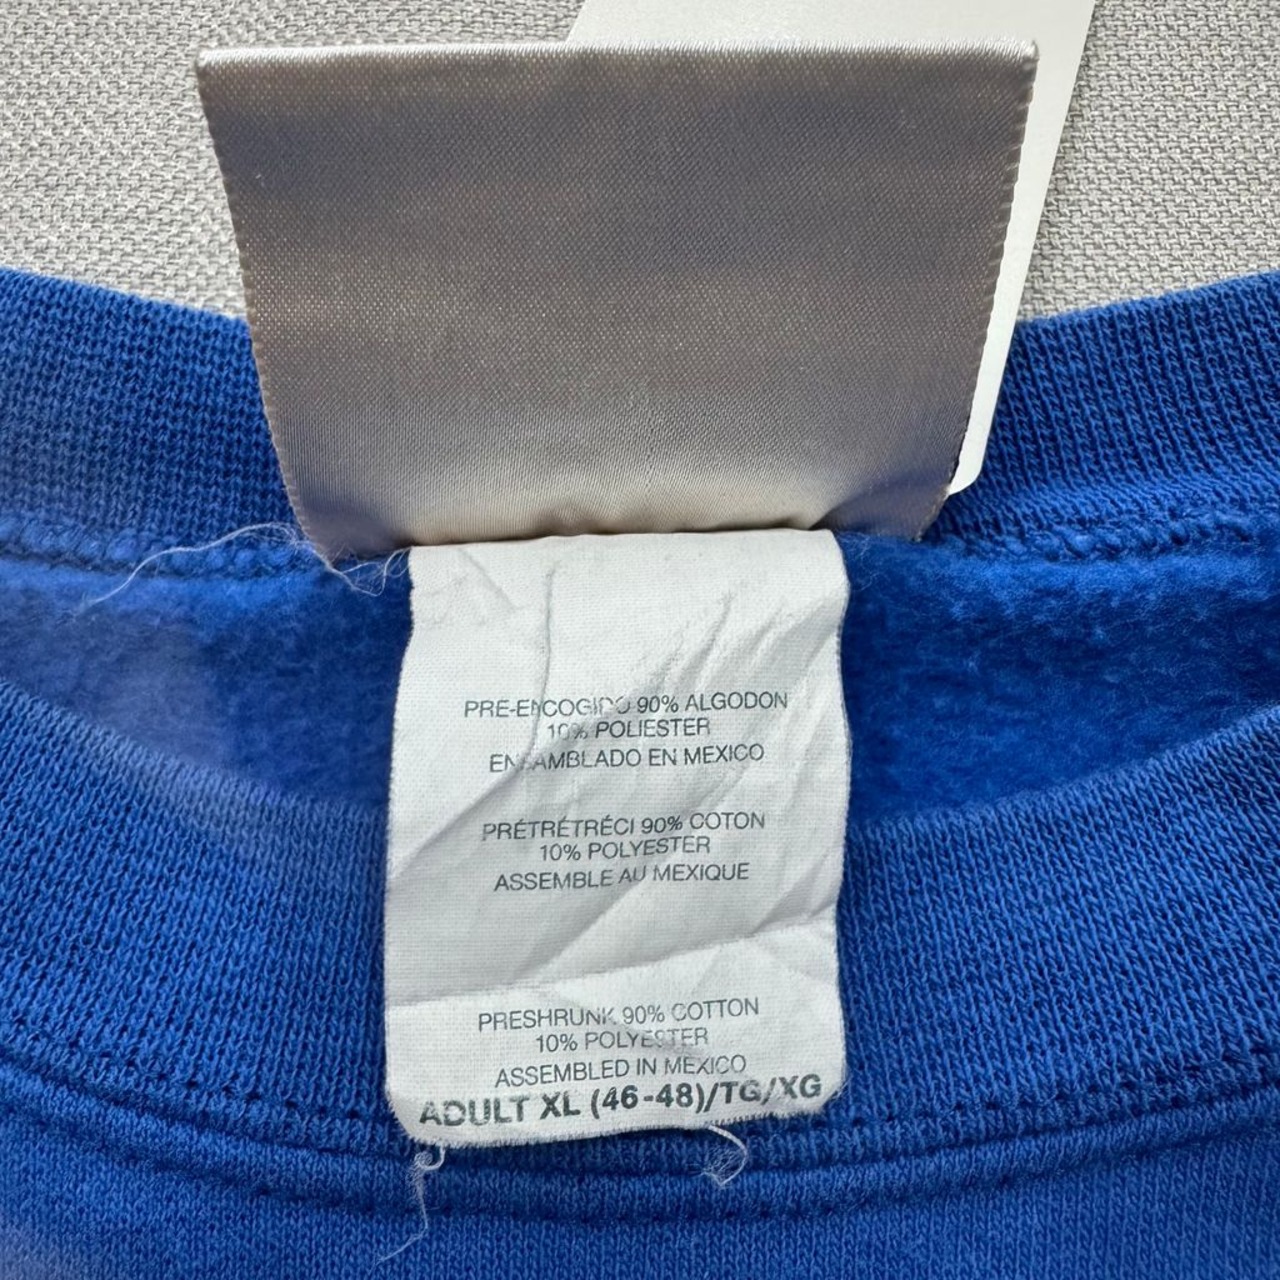 PRE-ENCOGIDO 90% ALGODON
10% POLIESTER
ENSAMBLADO EN MEXICO
PRÉTRÉTRÉCI 90% COTON
10% POLYESTER
ASSEMBLE AU MEXIQUE
PRESHRUNK 90% COTTON
10% POLYESTER
ASSEMBLED IN MEXICO
ADULT XL (46-48)/TG/XG